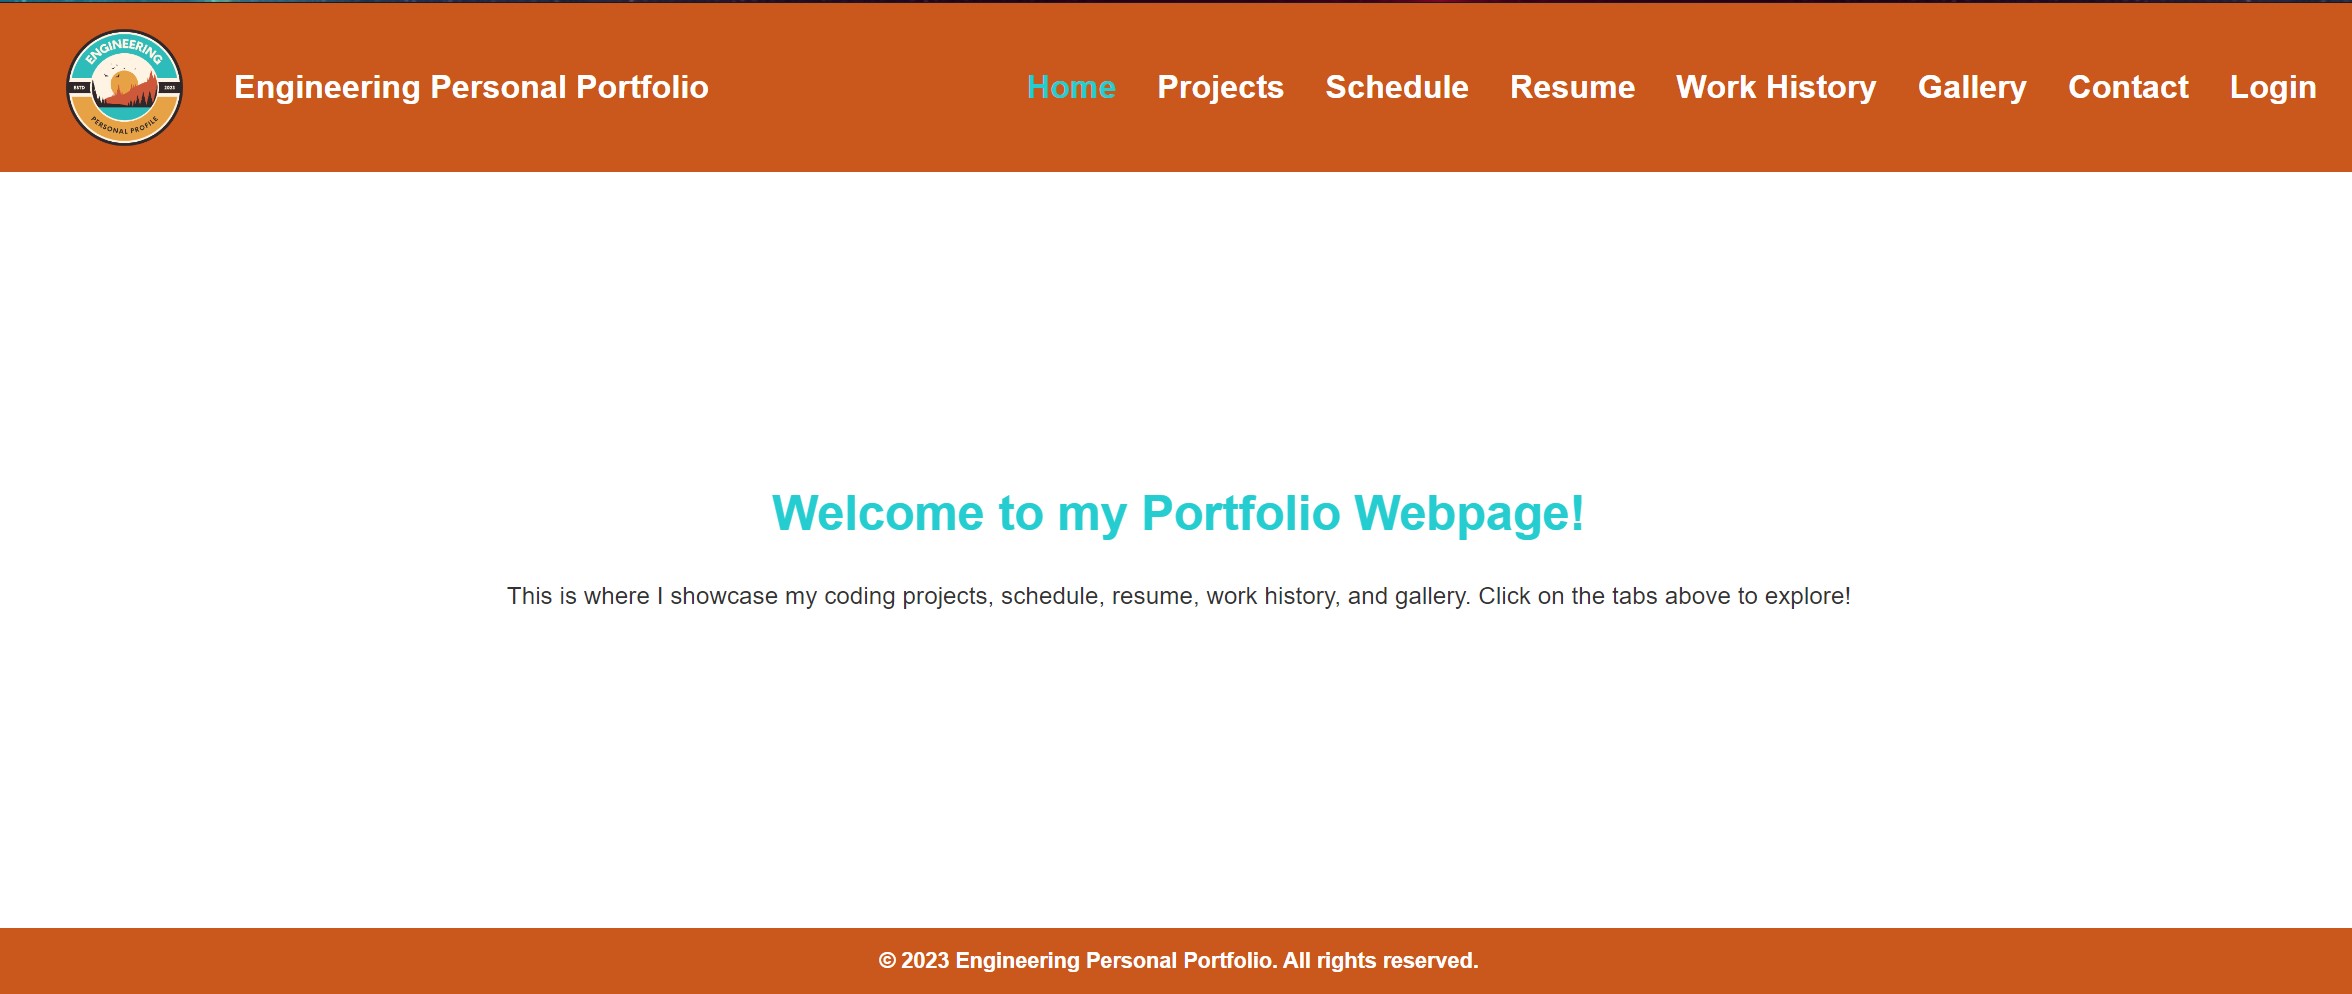 ENGINEERING
ESTD 2023
PERSONAL PROFILE
Engineering Personal Portfolio
Home Projects Schedule Resume Work History Gallery Contact Login
Welcome to my Portfolio Webpage!
This is where I showcase my coding projects, schedule, resume, work history, and gallery. Click on the tabs above to explore!
© 2023 Engineering Personal Portfolio. All rights reserved.